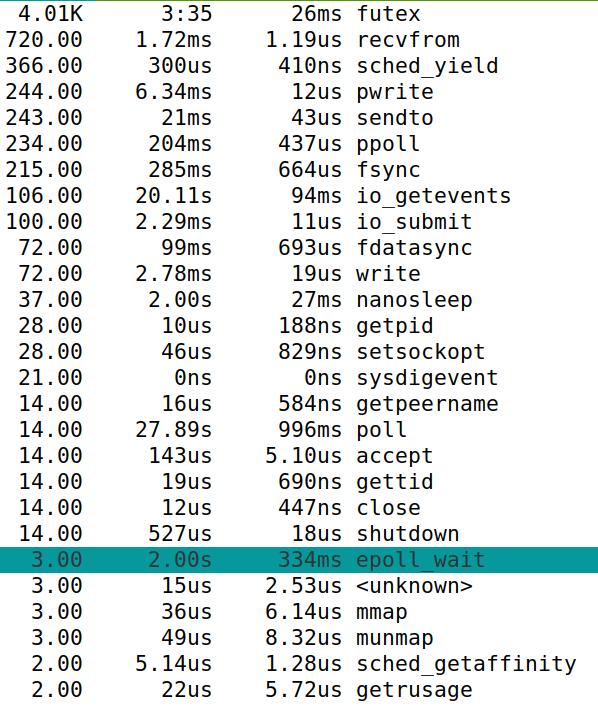 4.01K 3:35 26ms futex
720.00 1.72ms 1.19us recvfrom
366.00 300us 410ns sched_yield
244.00 6.34ms 12us pwrite
243.00 21ms 43us sendto
234.00 204ms 437us ppoll
215.00 285ms 664us fsync
106.00 20.11s 94ms io_getevents
100.00 2.29ms 11us io_submit
72.00 99ms 693us fdatasync
72.00 2.78ms 19us write
37.00 2.00s 27ms nanosleep
28.00 10us 188ns getpid
28.00 46us 829ns setsockopt
21.00 0ns 0ns sysdigevent
14.00 16us 584ns getpeername
14.00 27.89s 996ms poll
14.00 143us 5.10us accept
14.00 19us 690ns gettid
14.00 12us 447ns close
14.00 527us 18us shutdown
3.00 2.00s 334ms epoll_wait
3.00 15us 2.53us <unknown>
3.00 36us 6.14us mmap
3.00 49us 8.32us munmap
2.00 5.14us 1.28us sched_getaffinity
2.00 22us 5.72us getrusage